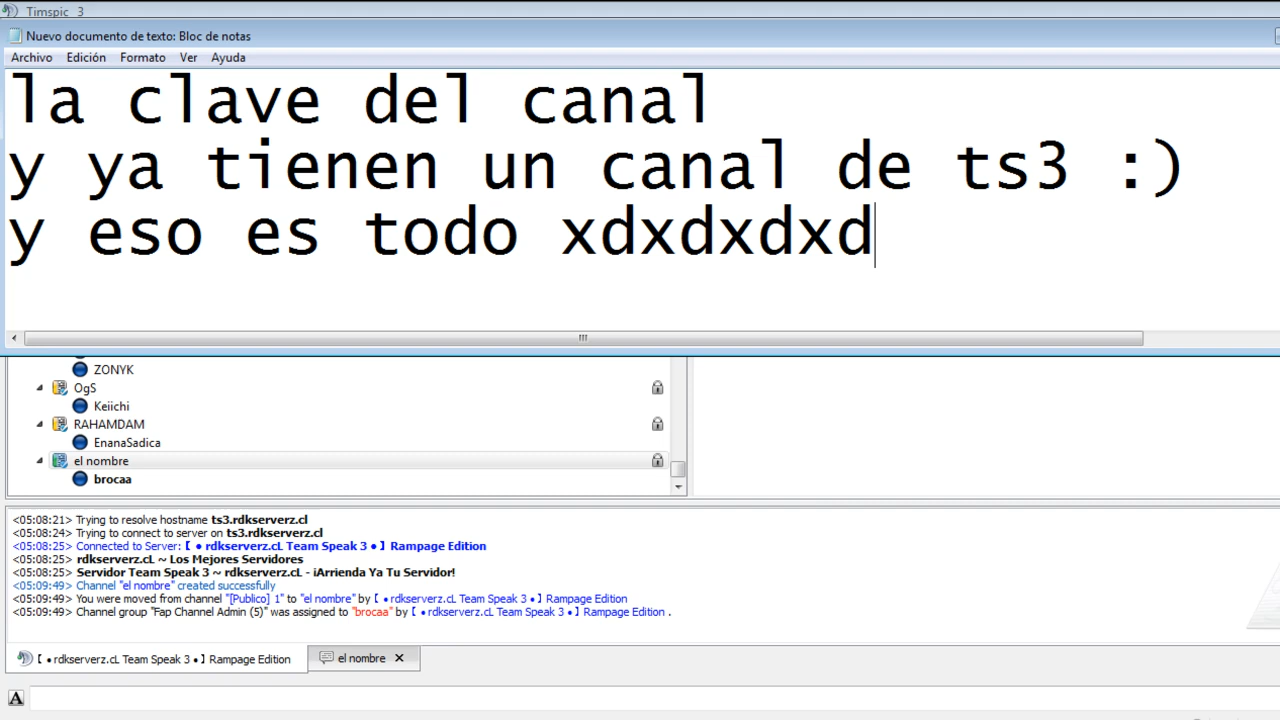 Timspic 3
Nuevo documento de texto: Bloc de notas
Archivo Edición Formato Ver Ayuda
la clave del canal
y ya tienen un canal de ts3 :)
y eso es todo xdxdxdxd
ZONYK
OgS
Keiichi
RAHAMDAM
EnanaSadica
el nombre
brocaa
<05:08:21> Trying to resolve hostname ts3.rdkserverz.cl
<05:08:24> Trying to connect to server on ts3.rdkserverz.cl
<05:08:25> Connected to Server: 【 ● rdkserverz.cL Team Speak 3 ● 】 Rampage Edition
<05:08:25> rdkserverz.cL ~ Los Mejores Servidores
<05:08:25> Servidor Team Speak 3 ~ rdkserverz.cL - iArrienda Ya Tu Servidor!
<05:09:49> Channel "el nombre" created successfully
<05:09:49> You were moved from channel "[Publico] 1" to "el nombre" by 【 ● rdkserverz.cL Team Speak 3 ● 】 Rampage Edition
<05:09:49> Channel group "Fap Channel Admin (5)" was assigned to "brocaa" by 【 ● rdkserverz.cL Team Speak 3 ● 】 Rampage Edition .
【 ● rdkserverz.cL Team Speak 3 ● 】 Rampage Edition el nombre
A